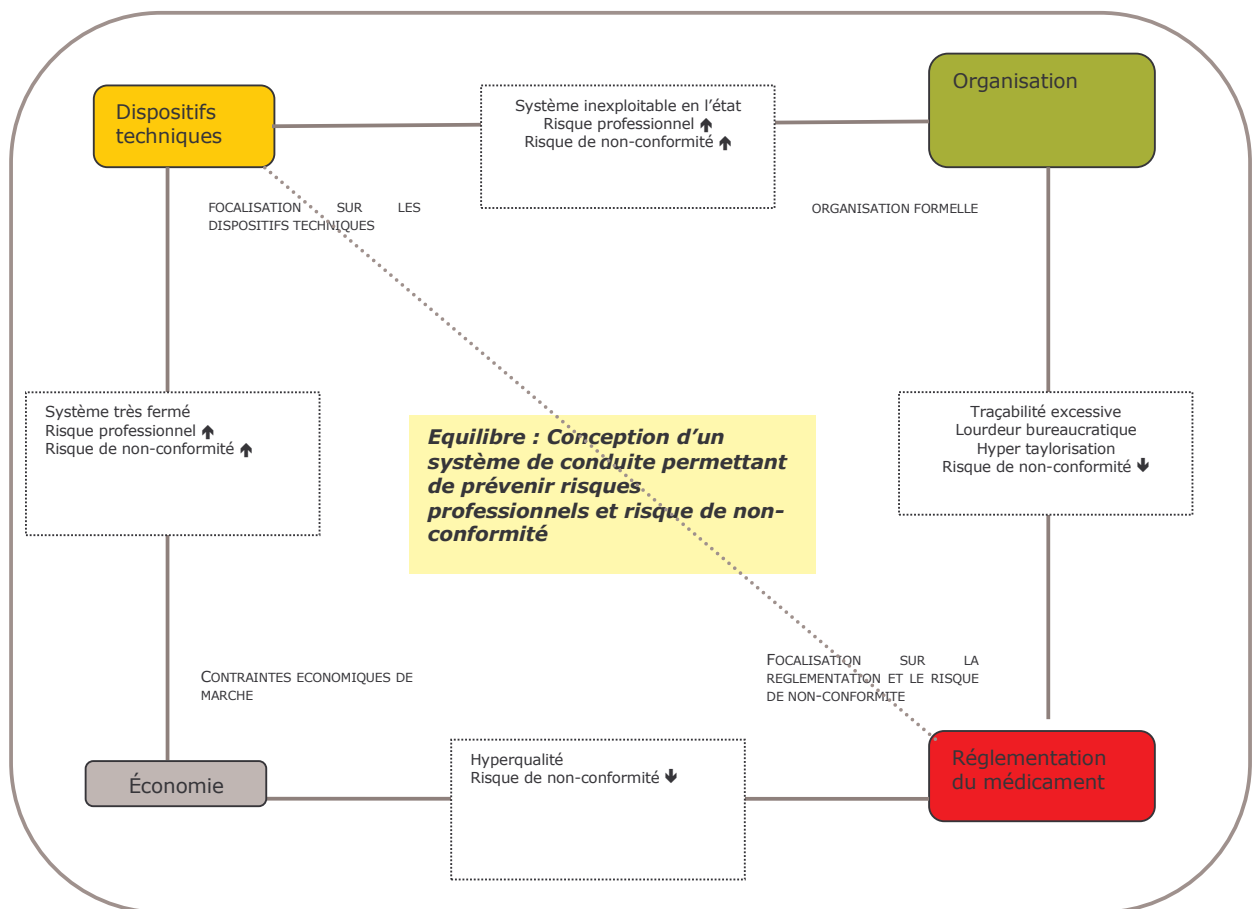 Dispositifs
techniques
Système inexploitable en l'état
Risque professionnel 🡹
Risque de non-conformité 🡹
Organisation
FOCALISATION SUR LES
DISPOSITIFS TECHNIQUES
ORGANISATION FORMELLE
Système très fermé
Risque professionnel 🡹
Risque de non-conformité 🡹
Equilibre : Conception d'un
système de conduite permettant
de prévenir risques
professionnels et risque de non-
conformité
Traçabilité excessive
Lourdeur bureaucratique
Hyper taylorisation
Risque de non-conformité 🡻
CONTRAINTES ECONOMIQUES DE
MARCHE
FOCALISATION SUR LA
REGLEMENTATION ET LE RISQUE
DE NON-CONFORMITE
Économie
Hyperqualité
Risque de non-conformité 🡻
Réglementation
du médicament